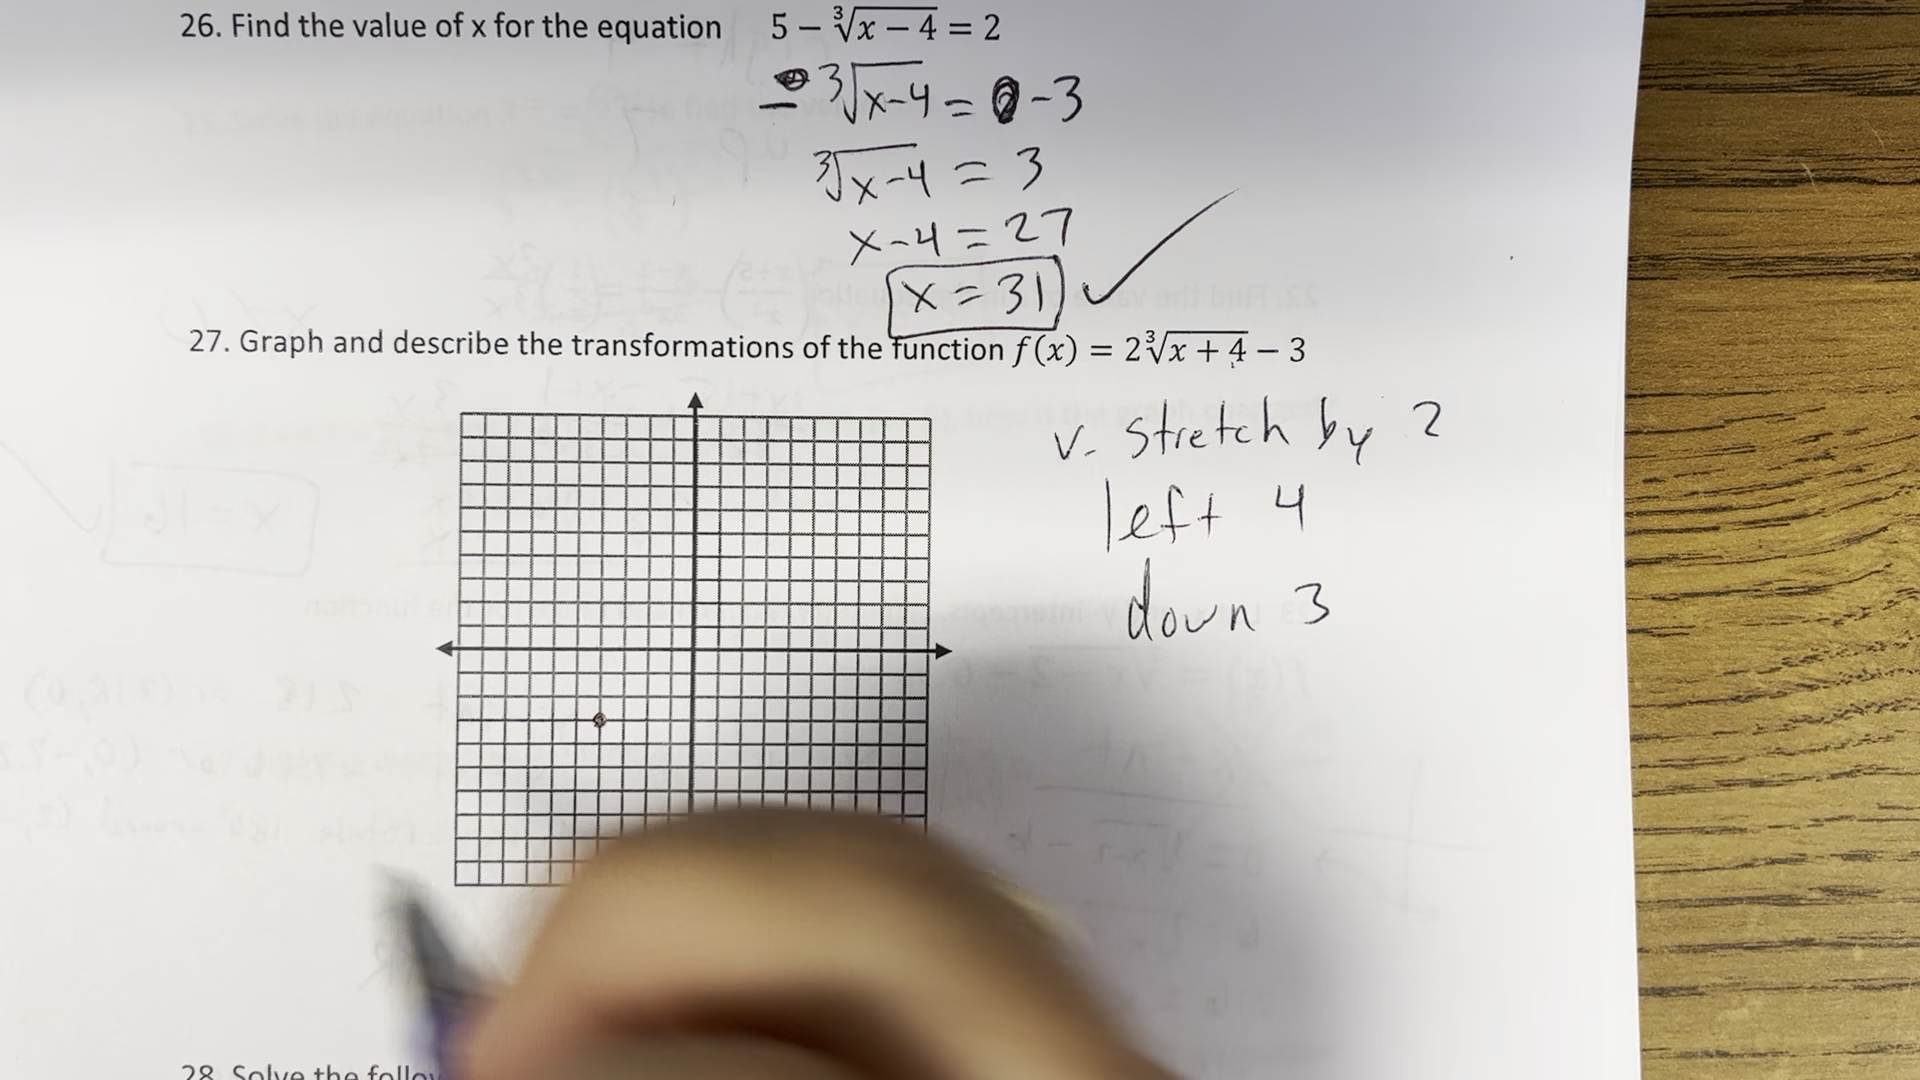 26. Find the value of x for the equation 5 − ∛(x − 4) = 2
− ∛(x-4) = -3
∛(x-4) = 3
x-4 = 27
x = 31 ✓
27. Graph and describe the transformations of the function f(x) = 2∛(x + 4) − 3
v. stretch by 2
left 4
down 3
28. Solve the